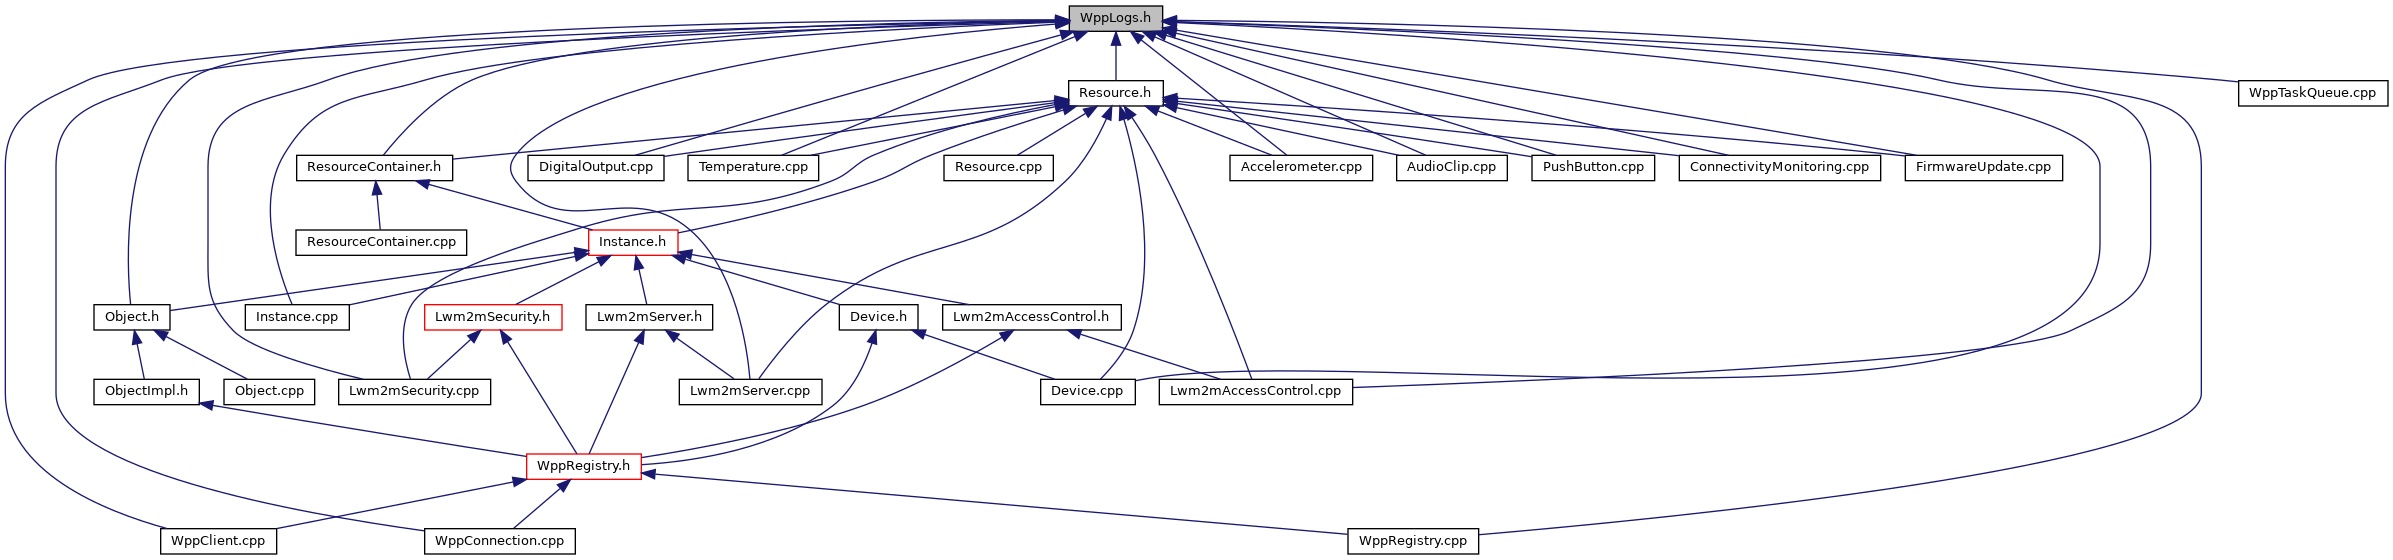 WppLogs.h
Resource.h
WppTaskQueue.cpp
ResourceContainer.h
DigitalOutput.cpp
Temperature.cpp
Resource.cpp
Accelerometer.cpp
AudioClip.cpp
PushButton.cpp
ConnectivityMonitoring.cpp
FirmwareUpdate.cpp
ResourceContainer.cpp
Instance.h
Object.h
Instance.cpp
Lwm2mSecurity.h
Lwm2mServer.h
Device.h
Lwm2mAccessControl.h
ObjectImpl.h
Object.cpp
Lwm2mSecurity.cpp
Lwm2mServer.cpp
Device.cpp
Lwm2mAccessControl.cpp
WppRegistry.h
WppClient.cpp
WppConnection.cpp
WppRegistry.cpp